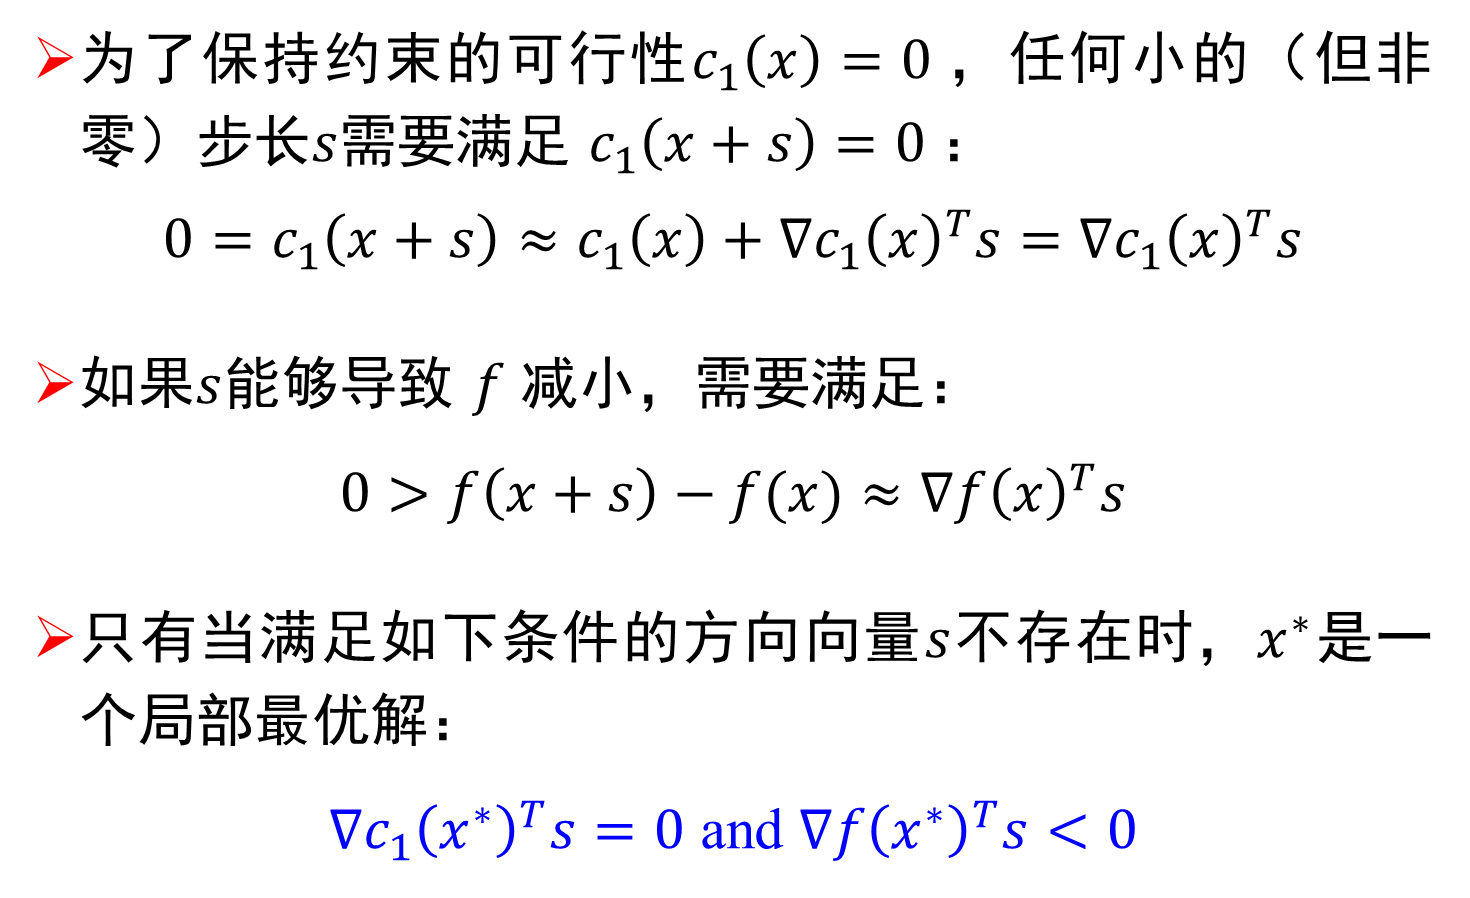 ➢为了保持约束的可行性c₁(x) = 0，任何小的（但非
零）步长s需要满足 c₁(x + s) = 0：
0 = c₁(x + s) ≈ c₁(x) + ∇c₁(x)ᵀs = ∇c₁(x)ᵀs
➢如果s能够导致 f 减小，需要满足：
0 > f(x + s) − f(x) ≈ ∇f(x)ᵀs
➢只有当满足如下条件的方向向量s不存在时，x*是一
个局部最优解：
∇c₁(x*)ᵀs = 0 and ∇f(x*)ᵀs < 0